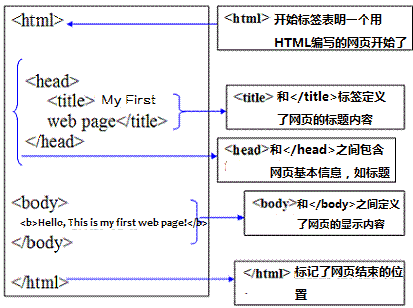 <html>
<html> 开始标签表明一个用
HTML编写的网页开始了
<head>
<title> My First
web page</title>
</head>
<title> 和</title>标签定义
了网页的标题内容
<head>和</head>之间包含
网页基本信息，如标题
<body>
<b>Hello, This is my first web page!</b>
</body>
<body>和</body>之间定义
了网页的显示内容
</html>
</html> 标记了网页结束的位
置